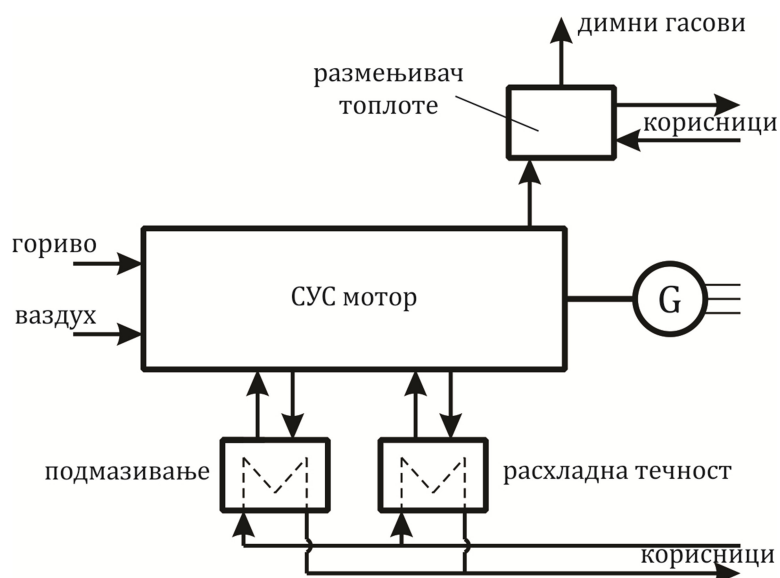 димни гасови
размењивач
топлоте
корисници
гориво
СУС мотор
G
ваздух
подмазивање
расхладна течност
корисници